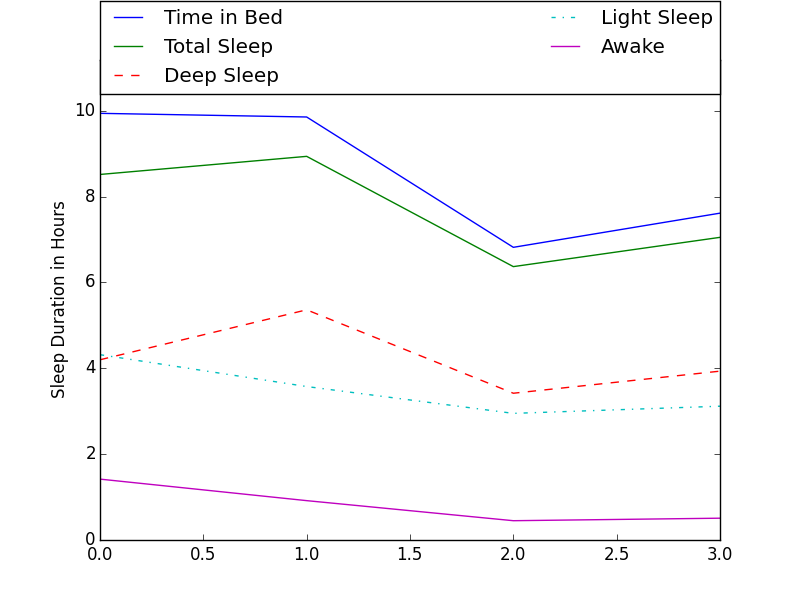 Time in Bed
Total Sleep
Deep Sleep
Light Sleep
Awake
10
8
6
4
2
0
Sleep Duration in Hours
0.0 0.5 1.0 1.5 2.0 2.5 3.0